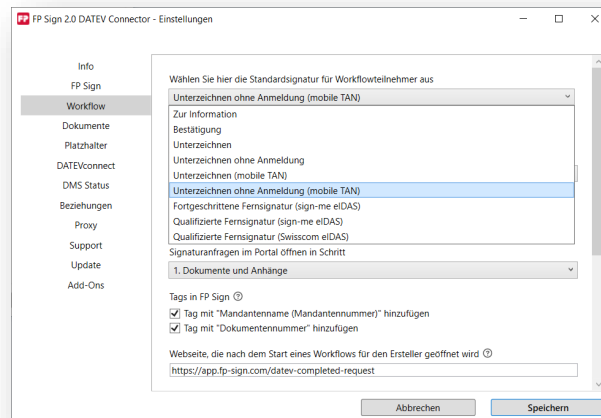 FP FP Sign 2.0 DATEV Connector - Einstellungen
Info
FP Sign
Workflow
Dokumente
Platzhalter
DATEVconnect
DMS Status
Beziehungen
Proxy
Support
Update
Add-Ons
Wählen Sie hier die Standardsignatur für Workflowteilnehmer aus
Unterzeichnen ohne Anmeldung (mobile TAN)
Zur Information
Bestätigung
Unterzeichnen
Unterzeichnen ohne Anmeldung
Unterzeichnen (mobile TAN)
Unterzeichnen ohne Anmeldung (mobile TAN)
Fortgeschrittene Fernsignatur (sign-me eIDAS)
Qualifizierte Fernsignatur (sign-me eIDAS)
Qualifizierte Fernsignatur (Swisscom eIDAS)
Signaturanfragen im Portal öffnen in Schritt
1. Dokumente und Anhänge
Tags in FP Sign ?
Tag mit "Mandantenname (Mandantennummer)" hinzufügen
Tag mit "Dokumentennummer" hinzufügen
Webseite, die nach dem Start eines Workflows für den Ersteller geöffnet wird ?
https://app.fp-sign.com/datev-completed-request
Abbrechen
Speichern